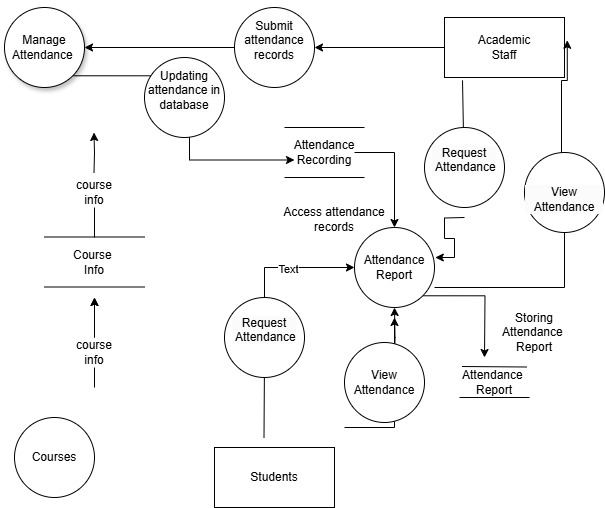 Manage
Attendance
Submit
attendance
records
Academic
Staff
Updating
attendance in
database
Attendance
Recording
Request
Attendance
View
Attendance
course
info
Access attendance
records
Course
Info
Attendance
Report
Text
course
info
Request
Attendance
Storing
Attendance
Report
View
Attendance
Attendance
Report
Courses
Students